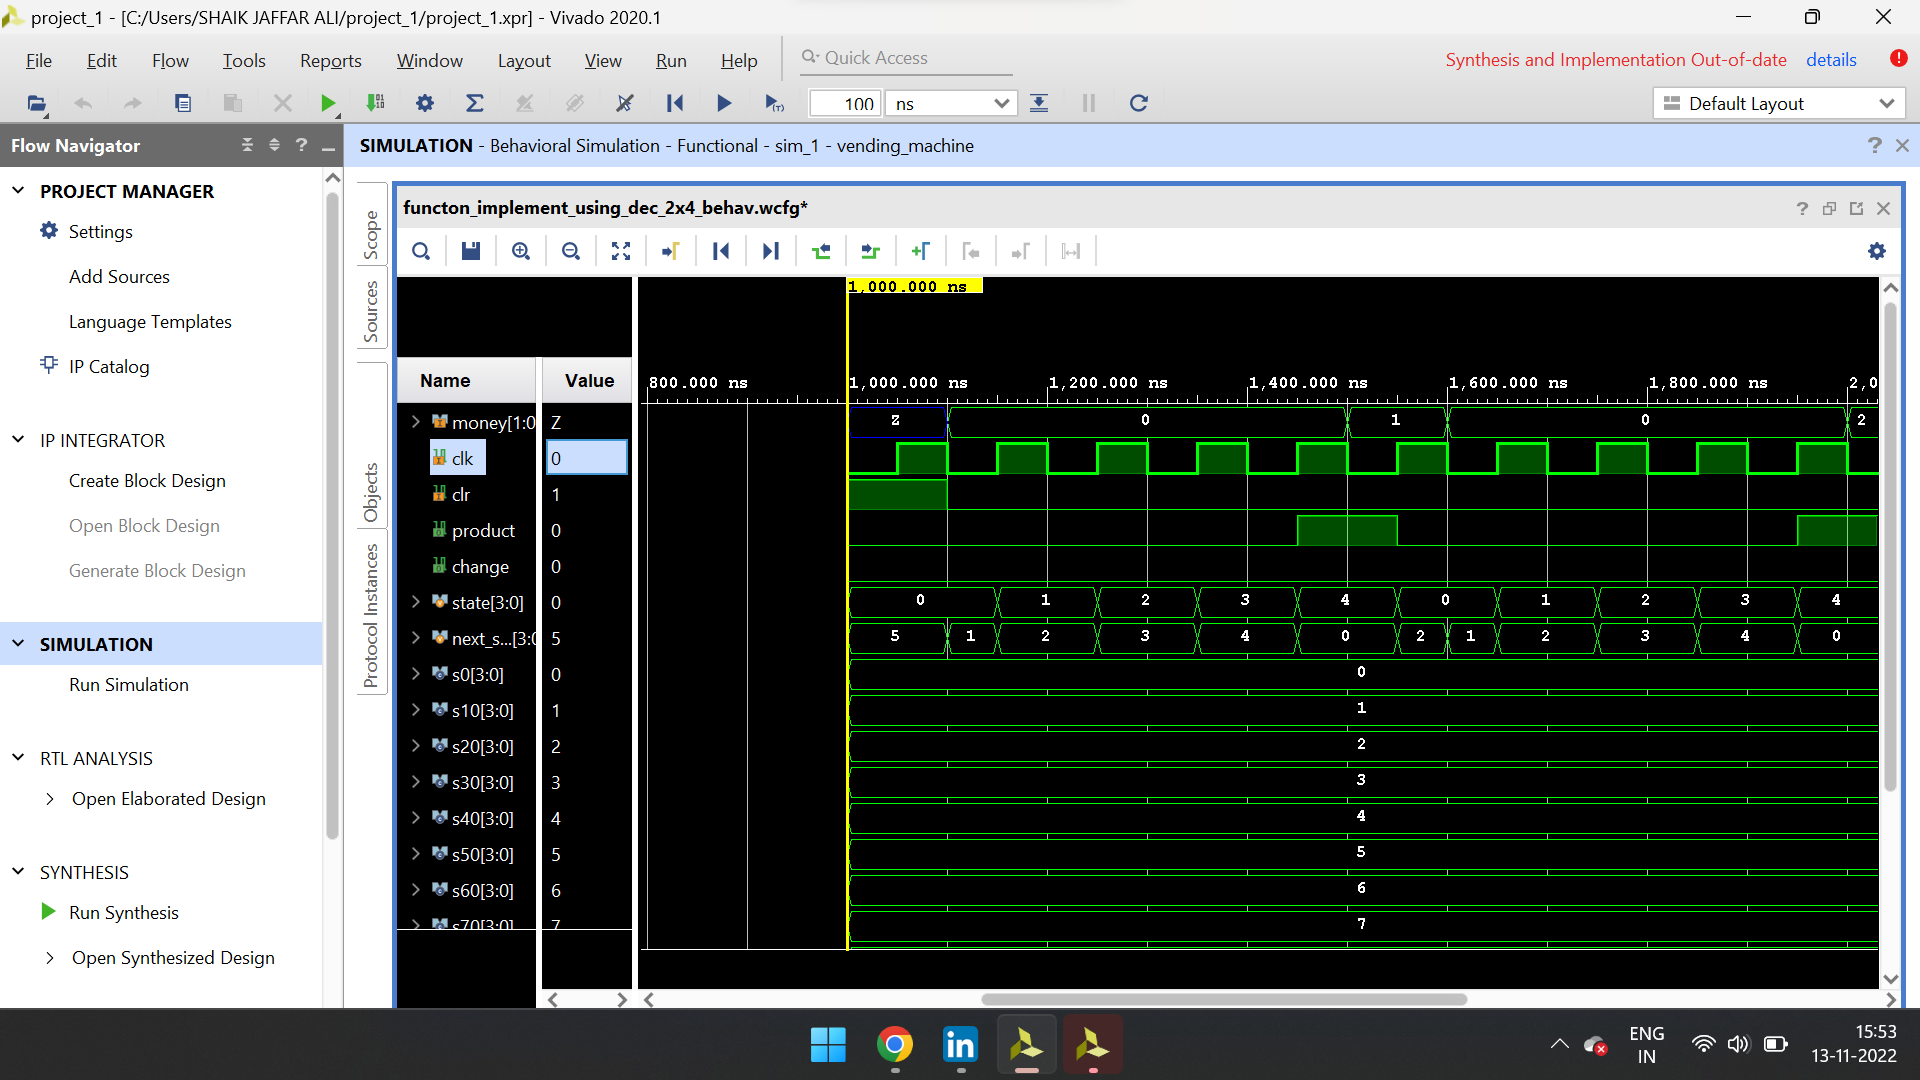 project_1 - [C:/Users/SHAIK JAFFAR ALI/project_1/project_1.xpr] - Vivado 2020.1
File Edit Flow Tools Reports Window Layout View Run Help
Quick Access
Synthesis and Implementation Out-of-date details
100 ns
Default Layout
Flow Navigator
SIMULATION - Behavioral Simulation - Functional - sim_1 - vending_machine
PROJECT MANAGER
Settings
Add Sources
Language Templates
IP Catalog
IP INTEGRATOR
Create Block Design
Open Block Design
Generate Block Design
SIMULATION
Run Simulation
RTL ANALYSIS
Open Elaborated Design
SYNTHESIS
Run Synthesis
Open Synthesized Design
Scope
Sources
Objects
Protocol Instances
functon_implement_using_dec_2x4_behav.wcfg*
1,000.000 ns
Name Value
800.000 ns 1,000.000 ns 1,200.000 ns 1,400.000 ns 1,600.000 ns 1,800.000 ns 2,0
money[1:0 Z Z 0 1 0 2
clk 0
clr 1
product 0
change 0
state[3:0] 0 0 1 2 3 4 0 1 2 3 4
next_s...[3:0 5 5 1 2 3 4 0 2 1 2 3 4 0
s0[3:0] 0 0
s10[3:0] 1 1
s20[3:0] 2 2
s30[3:0] 3 3
s40[3:0] 4 4
s50[3:0] 5 5
s60[3:0] 6 6
s70[3:0] 7 7
ENG
IN
15:53
13-11-2022